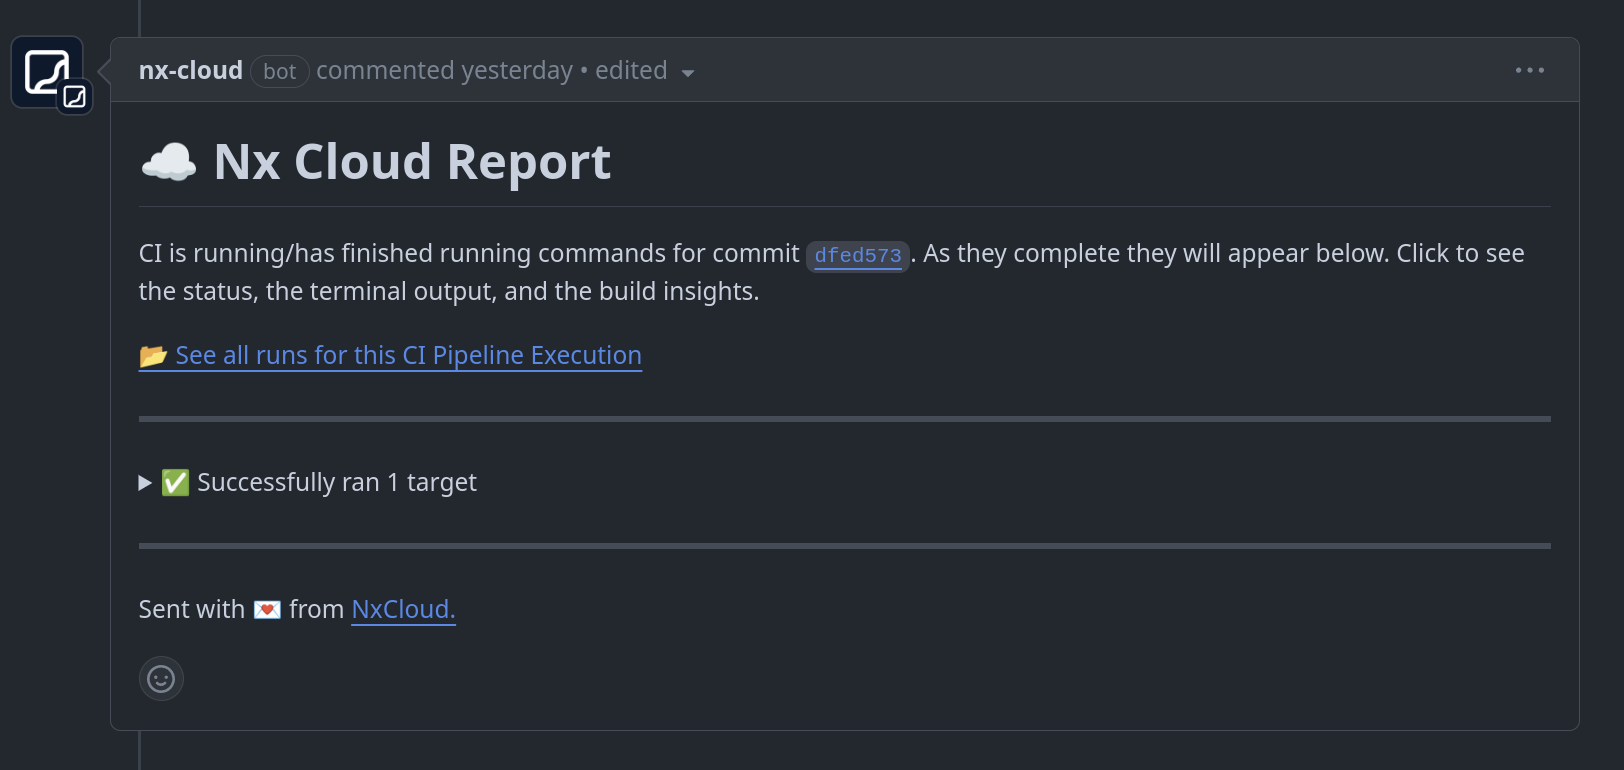 nx-cloud bot commented yesterday • edited
☁️ Nx Cloud Report
CI is running/has finished running commands for commit dfed573. As they complete they will appear below. Click to see
the status, the terminal output, and the build insights.
📂 See all runs for this CI Pipeline Execution
✅ Successfully ran 1 target
Sent with 💌 from NxCloud.